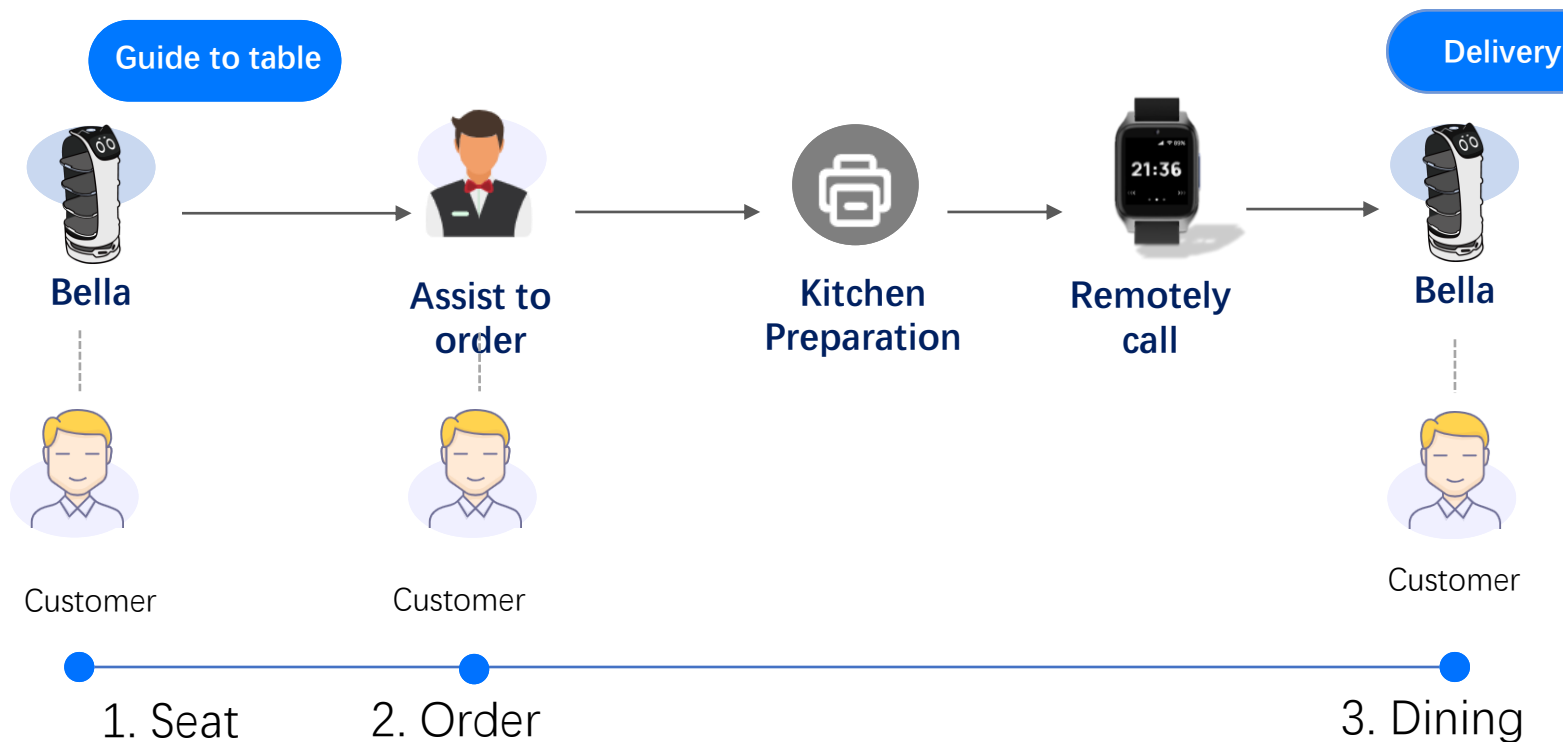 Guide to table
Delivery
89%
21:36
Bella
Assist to
order
Kitchen
Preparation
Remotely
call
Bella
Customer
Customer
Customer
1. Seat
2. Order
3. Dining